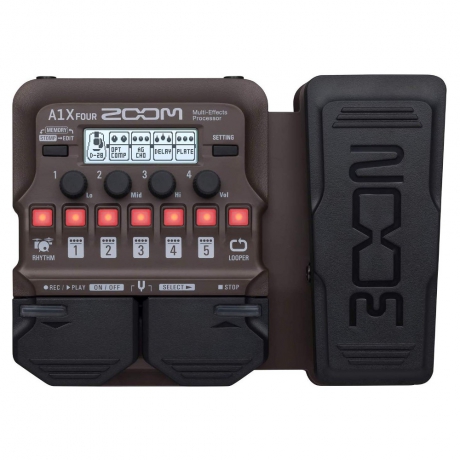 A1X FOUR ZOOM Multi-Effects Processor
MEMORY
STOMP EDIT
SETTING
D-28 OPT COMP AG CHO DELAY PLATE
1 2 3 4
Lo Mid Hi Vol
RHYTHM 1 2 3 4 5 LOOPER
● REC / ▶ PLAY ON / OFF SELECT ■ STOP
ZOOM